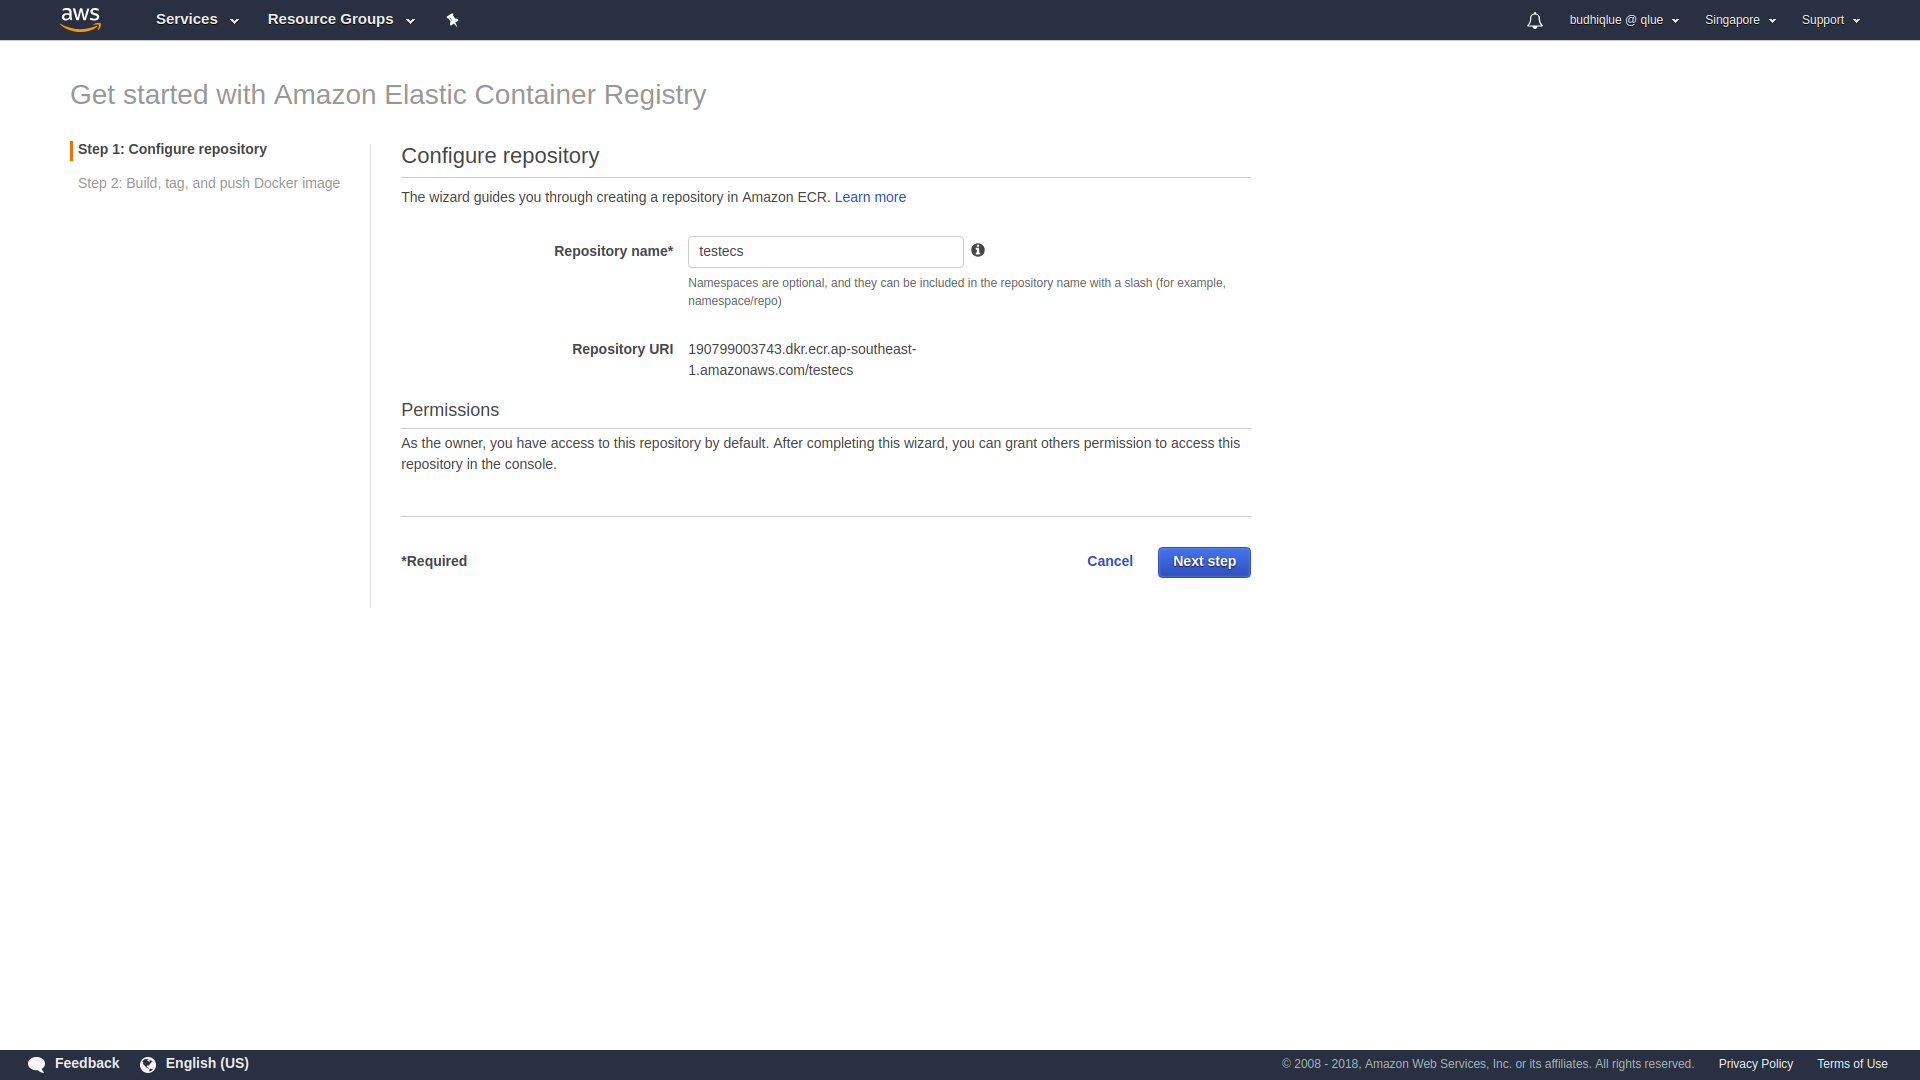 aws Services Resource Groups budhiqlue @ qlue Singapore Support
Get started with Amazon Elastic Container Registry
Step 1: Configure repository
Step 2: Build, tag, and push Docker image
Configure repository
The wizard guides you through creating a repository in Amazon ECR. Learn more
Repository name* testecs
Namespaces are optional, and they can be included in the repository name with a slash (for example,
namespace/repo)
Repository URI 190799003743.dkr.ecr.ap-southeast-
1.amazonaws.com/testecs
Permissions
As the owner, you have access to this repository by default. After completing this wizard, you can grant others permission to access this
repository in the console.
*Required Cancel Next step
Feedback English (US) © 2008 - 2018, Amazon Web Services, Inc. or its affiliates. All rights reserved. Privacy Policy Terms of Use